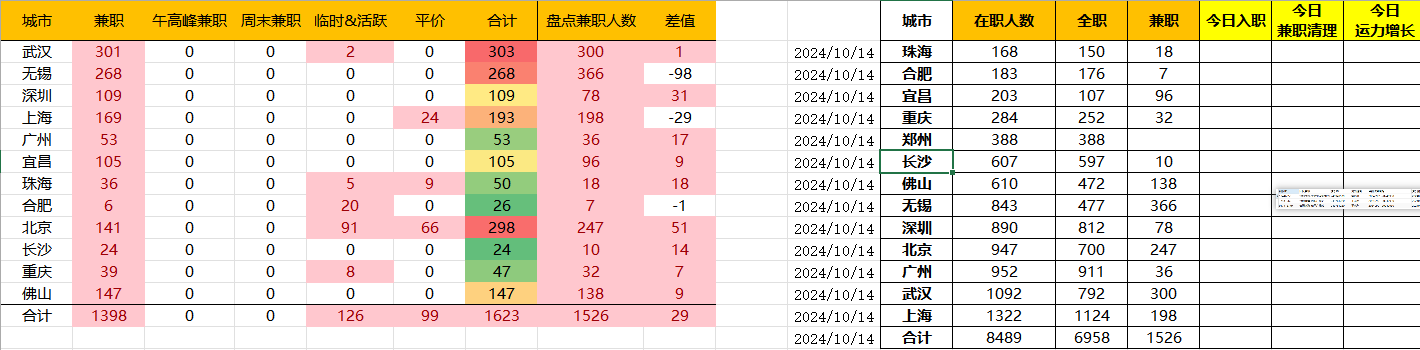 城市 兼职 午高峰兼职 周末兼职 临时&活跃 平价 合计 盘点兼职人数 差值
武汉 301 0 0 2 0 303 300 1
无锡 268 0 0 0 0 268 366 -98
深圳 109 0 0 0 0 109 78 31
上海 169 0 0 0 24 193 198 -29
广州 53 0 0 0 0 53 36 17
宜昌 105 0 0 0 0 105 96 9
珠海 36 0 0 5 9 50 18 18
合肥 6 0 0 20 0 26 7 -1
北京 141 0 0 91 66 298 247 51
长沙 24 0 0 0 0 24 10 14
重庆 39 0 0 8 0 47 32 7
佛山 147 0 0 0 0 147 138 9
合计 1398 0 0 126 99 1623 1526 29
城市 在职人数 全职 兼职 今日入职 今日兼职清理 今日运力增长
2024/10/14 珠海 168 150 18
2024/10/14 合肥 183 176 7
2024/10/14 宜昌 203 107 96
2024/10/14 重庆 284 252 32
2024/10/14 郑州 388 388
2024/10/14 长沙 607 597 10
2024/10/14 佛山 610 472 138
2024/10/14 无锡 843 477 366
2024/10/14 深圳 890 812 78
2024/10/14 北京 947 700 247
2024/10/14 广州 952 911 36
2024/10/14 武汉 1092 792 300
2024/10/14 上海 1322 1124 198
2024/10/14 合计 8489 6958 1526